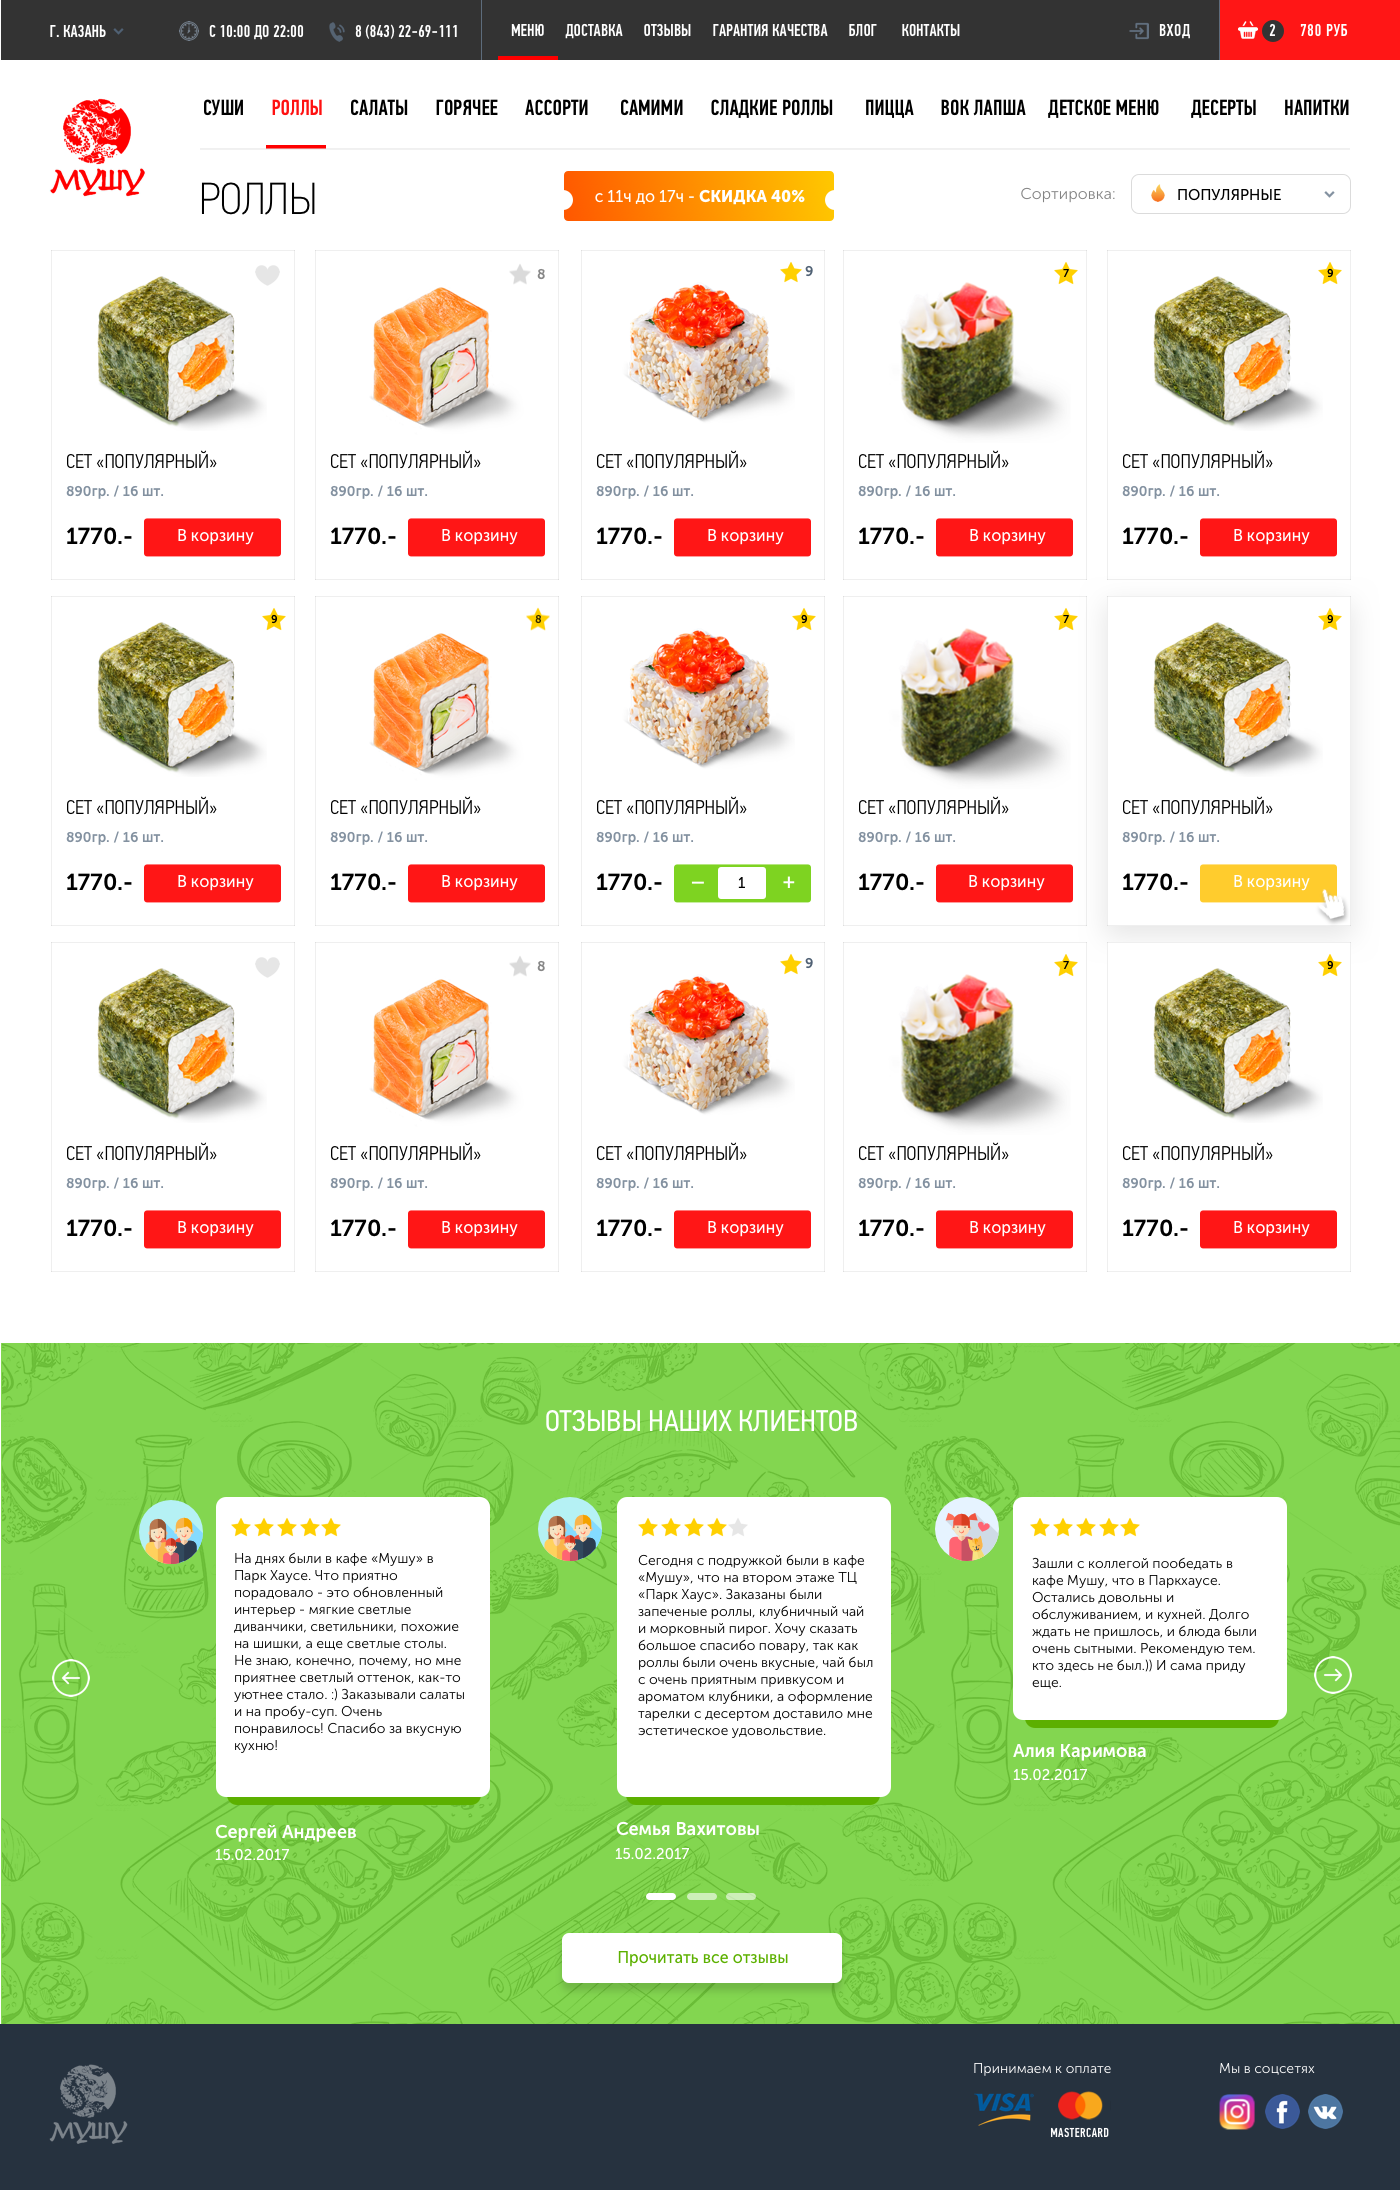 Г. КАЗАНЬ С 10:00 ДО 22:00 8 (843) 22-69-111 МЕНЮ ДОСТАВКА ОТЗЫВЫ ГАРАНТИЯ КАЧЕСТВА БЛОГ КОНТАКТЫ ВХОД 2 780 РУБ
СУШИ РОЛЛЫ САЛАТЫ ГОРЯЧЕЕ АССОРТИ САМИМИ СЛАДКИЕ РОЛЛЫ ПИЦЦА ВОК ЛАПША ДЕТСКОЕ МЕНЮ ДЕСЕРТЫ НАПИТКИ
МУШУ
РОЛЛЫ
с 11ч до 17ч - СКИДКА 40%
Сортировка: ПОПУЛЯРНЫЕ
8 9 7 9
СЕТ «ПОПУЛЯРНЫЙ» СЕТ «ПОПУЛЯРНЫЙ» СЕТ «ПОПУЛЯРНЫЙ» СЕТ «ПОПУЛЯРНЫЙ» СЕТ «ПОПУЛЯРНЫЙ»
890гр. / 16 шт. 890гр. / 16 шт. 890гр. / 16 шт. 890гр. / 16 шт. 890гр. / 16 шт.
1770.- В корзину 1770.- В корзину 1770.- В корзину 1770.- В корзину 1770.- В корзину
9 8 9 7 9
СЕТ «ПОПУЛЯРНЫЙ» СЕТ «ПОПУЛЯРНЫЙ» СЕТ «ПОПУЛЯРНЫЙ» СЕТ «ПОПУЛЯРНЫЙ» СЕТ «ПОПУЛЯРНЫЙ»
890гр. / 16 шт. 890гр. / 16 шт. 890гр. / 16 шт. 890гр. / 16 шт. 890гр. / 16 шт.
1770.- В корзину 1770.- В корзину 1770.- − 1 + 1770.- В корзину 1770.- В корзину
8 9 7 9
СЕТ «ПОПУЛЯРНЫЙ» СЕТ «ПОПУЛЯРНЫЙ» СЕТ «ПОПУЛЯРНЫЙ» СЕТ «ПОПУЛЯРНЫЙ» СЕТ «ПОПУЛЯРНЫЙ»
890гр. / 16 шт. 890гр. / 16 шт. 890гр. / 16 шт. 890гр. / 16 шт. 890гр. / 16 шт.
1770.- В корзину 1770.- В корзину 1770.- В корзину 1770.- В корзину 1770.- В корзину
ОТЗЫВЫ НАШИХ КЛИЕНТОВ
На днях были в кафе «Мушу» в
Парк Хаусе. Что приятно
порадовало - это обновленный
интерьер - мягкие светлые
диванчики, светильники, похожие
на шишки, а еще светлые столы.
Не знаю, конечно, почему, но мне
приятнее светлый оттенок, как-то
уютнее стало. :) Заказывали салаты
и на пробу-суп. Очень
понравилось! Спасибо за вкусную
кухню!
Сергей Андреев
15.02.2017
Сегодня с подружкой были в кафе
«Мушу», что на втором этаже ТЦ
«Парк Хаус». Заказаны были
запеченые роллы, клубничный чай
и морковный пирог. Хочу сказать
большое спасибо повару, так как
роллы были очень вкусные, чай был
с очень приятным привкусом и
ароматом клубники, а оформление
тарелки с десертом доставило мне
эстетическое удовольствие.
Семья Вахитовы
15.02.2017
Зашли с коллегой пообедать в
кафе Мушу, что в Паркхаусе.
Остались довольны и
обслуживанием, и кухней. Долго
ждать не пришлось, и блюда были
очень сытными. Рекомендую тем.
кто здесь не был.)) И сама приду
еще.
Алия Каримова
15.02.2017
Soy Sauce
Прочитать все отзывы
МУШУ
Принимаем к оплате
VISA
MASTERCARD
Мы в соцсетях